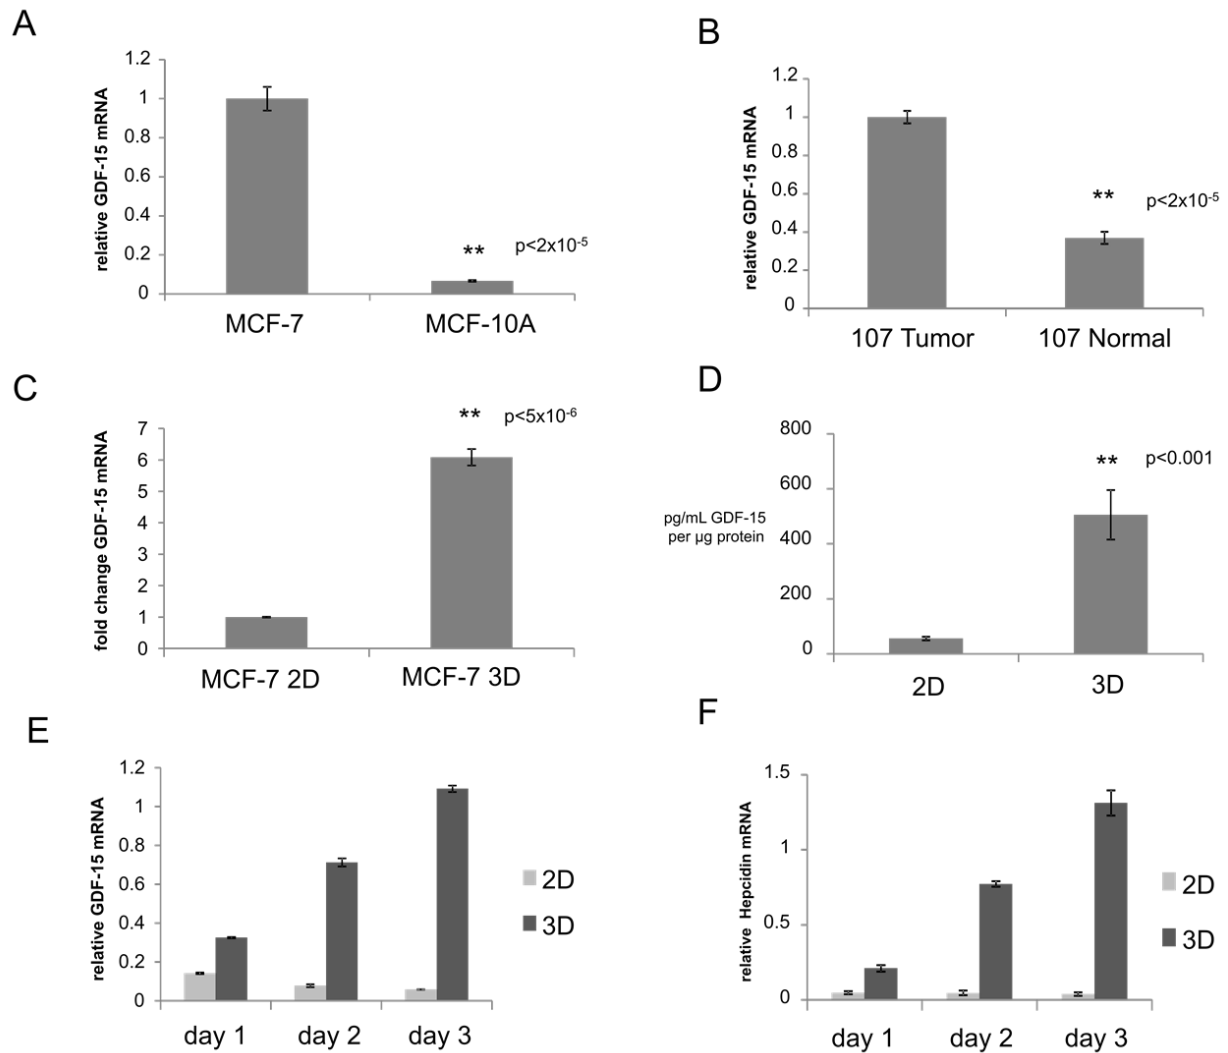 A
relative GDF-15 mRNA
1.2
1
0.8
0.6
0.4
0.2
0
**
p<2x10-5
MCF-7
MCF-10A
B
relative GDF-15 mRNA
1.2
1
0.8
0.6
0.4
0.2
0
**
p<2x10-5
107 Tumor
107 Normal
C
fold change GDF-15 mRNA
7
6
5
4
3
2
1
0
**
p<5x10-6
MCF-7 2D
MCF-7 3D
D
pg/mL GDF-15
per µg protein
800
600
400
200
0
**
p<0.001
2D
3D
E
relative GDF-15 mRNA
1.2
1
0.8
0.6
0.4
0.2
0
day 1
day 2
day 3
2D
3D
F
relative Hepcidin mRNA
1.5
1
0.5
0
day 1
day 2
day 3
2D
3D